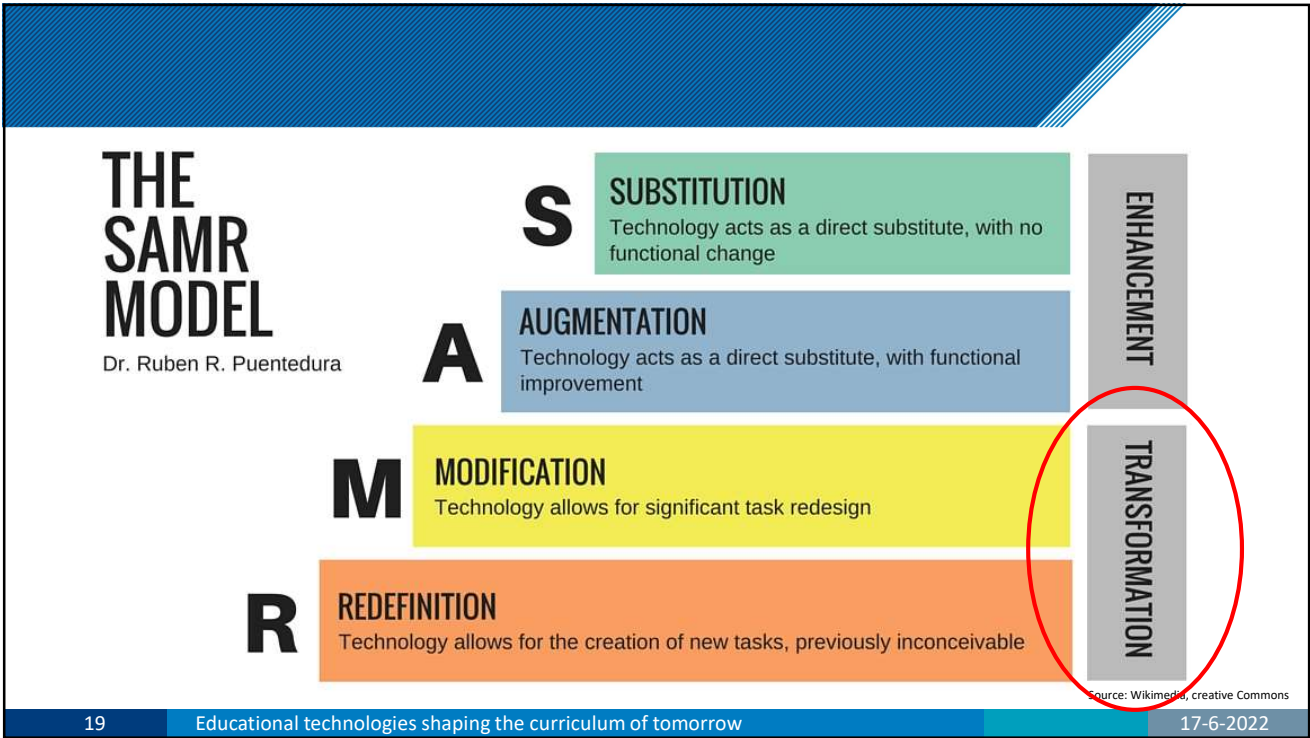 THE
SAMR
MODEL
Dr. Ruben R. Puentedura
S
SUBSTITUTION
Technology acts as a direct substitute, with no
functional change
A
AUGMENTATION
Technology acts as a direct substitute, with functional
improvement
M
MODIFICATION
Technology allows for significant task redesign
R
REDEFINITION
Technology allows for the creation of new tasks, previously inconceivable
ENHANCEMENT
TRANSFORMATION
Source: Wikimedia, creative Commons
19
Educational technologies shaping the curriculum of tomorrow
17-6-2022